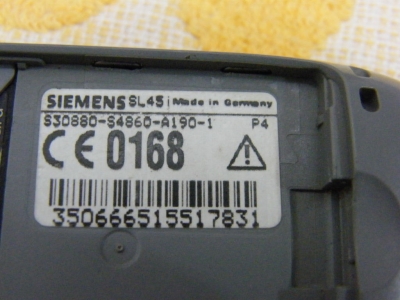 SIEMENS SL45 Made in Germany
S30880-S4860-A190-1 P4
CE 0168
350666515517831